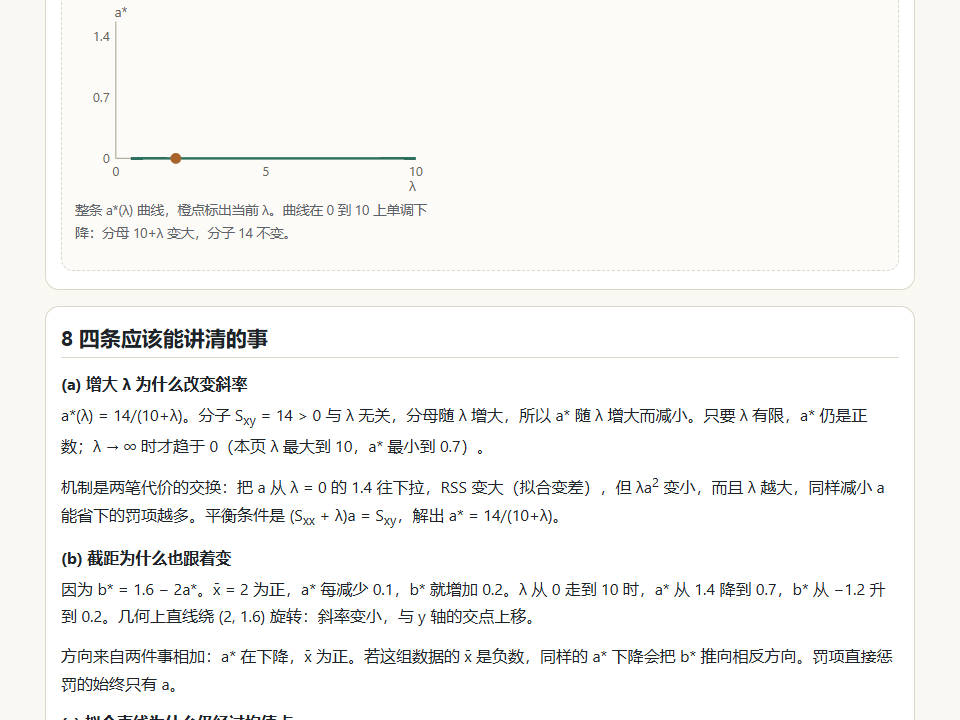 a*
1.4
0.7
0
0
5
10
λ
整条 a*(λ) 曲线，橙点标出当前 λ。曲线在 0 到 10 上单调下
降：分母 10+λ 变大，分子 14 不变。
8 四条应该能讲清的事
(a) 增大 λ 为什么改变斜率
a*(λ) = 14/(10+λ)。分子 Sxy = 14 > 0 与 λ 无关，分母随 λ 增大，所以 a* 随 λ 增大而减小。只要 λ 有限，a* 仍是正
数；λ → ∞ 时才趋于 0（本页 λ 最大到 10，a* 最小到 0.7）。
机制是两笔代价的交换：把 a 从 λ = 0 的 1.4 往下拉，RSS 变大（拟合变差），但 λa² 变小，而且 λ 越大，同样减小 a
能省下的罚项越多。平衡条件是 (Sxx + λ)a = Sxy，解出 a* = 14/(10+λ)。
(b) 截距为什么也跟着变
因为 b* = 1.6 − 2a*。x̄ = 2 为正，a* 每减少 0.1，b* 就增加 0.2。λ 从 0 走到 10 时，a* 从 1.4 降到 0.7，b* 从 −1.2 升
到 0.2。几何上直线绕 (2, 1.6) 旋转：斜率变小，与 y 轴的交点上移。
方向来自两件事相加：a* 在下降，x̄ 为正。若这组数据的 x̄ 是负数，同样的 a* 下降会把 b* 推向相反方向。罚项直接惩
罚的始终只有 a。